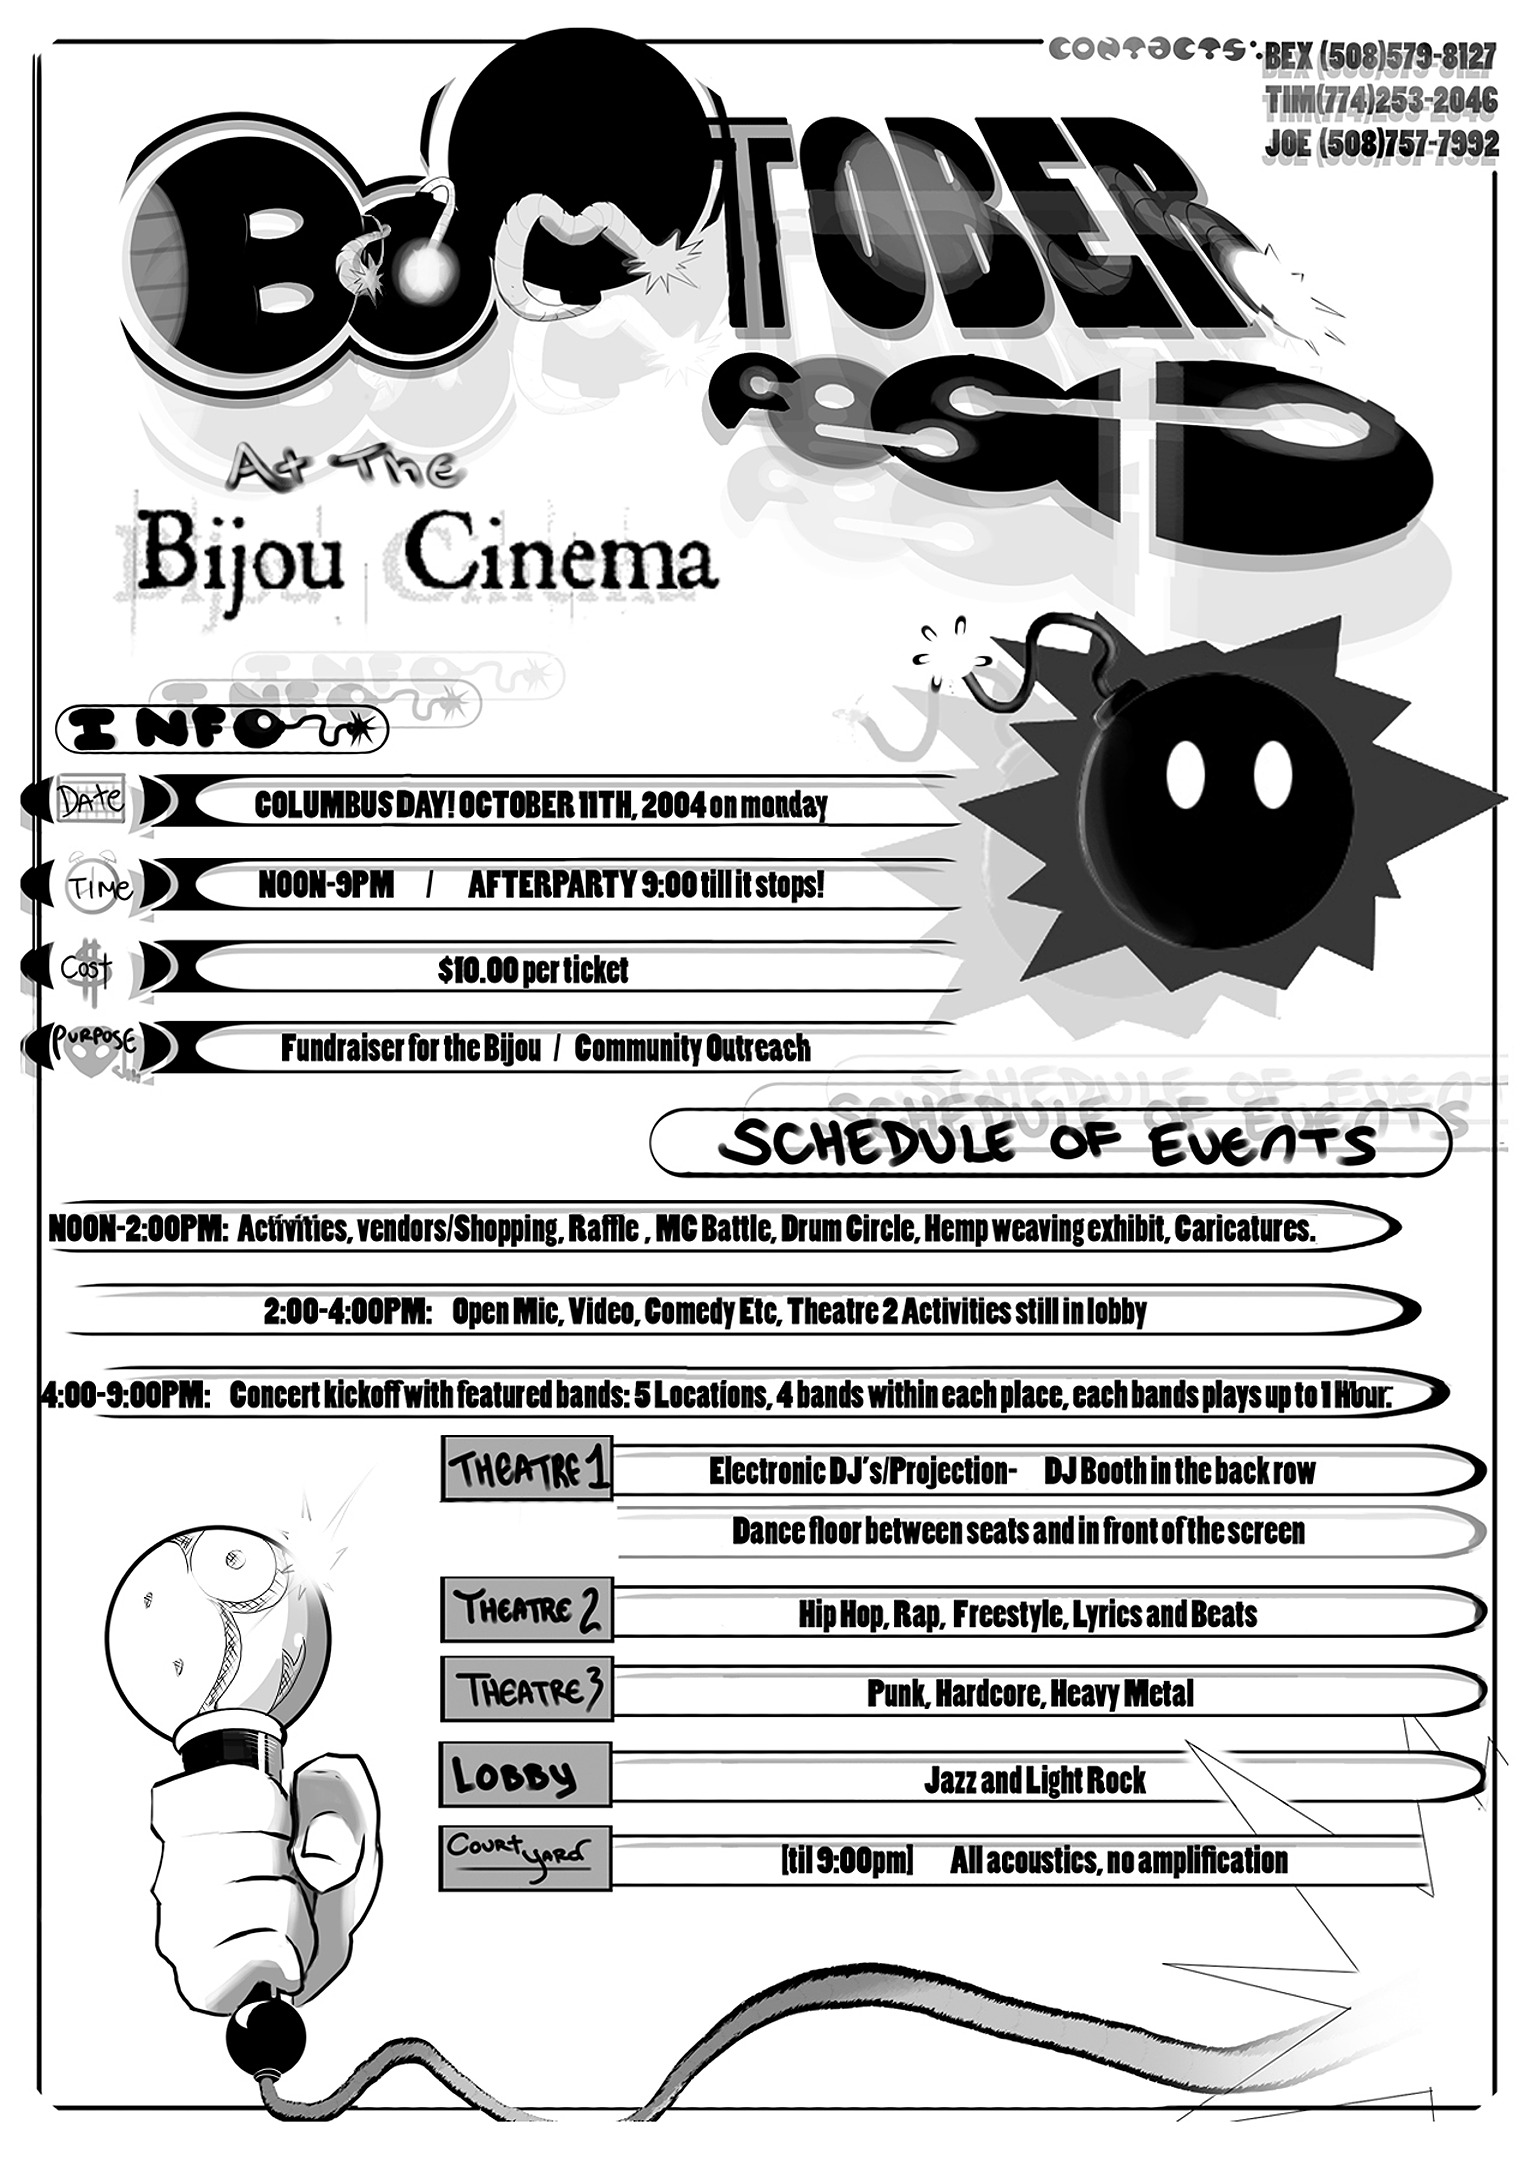 CONTACTS:
BEX (508)579-8127
TIM(774)253-2046
JOE (508)757-7992
FEST
At The
Bijou Cinema
INFO
Date COLUMBUS DAY! OCTOBER 11TH, 2004 on monday
Time NOON-9PM / AFTERPARTY 9:00 till it stops!
Cost $10.00 per ticket
PURPOSE Fundraiser for the Bijou / Community Outreach
SCHEDULE OF EVENTS
NOON-2:00PM: Activities, vendors/Shopping, Raffle , MC Battle, Drum Circle, Hemp weaving exhibit, Caricatures.
2:00-4:00PM: Open Mic, Video, Comedy Etc, Theatre 2 Activities still in lobby
4:00-9:00PM: Concert kickoff with featured bands: 5 Locations, 4 bands within each place, each bands plays up to 1 Hour.
THEATRE 1 Electronic DJ's/Projection- DJ Booth in the back row
Dance floor between seats and in front of the screen
THEATRE 2 Hip Hop, Rap, Freestyle, Lyrics and Beats
THEATRE 3 Punk, Hardcore, Heavy Metal
LOBBY Jazz and Light Rock
Courtyard [til 9:00pm] All acoustics, no amplification